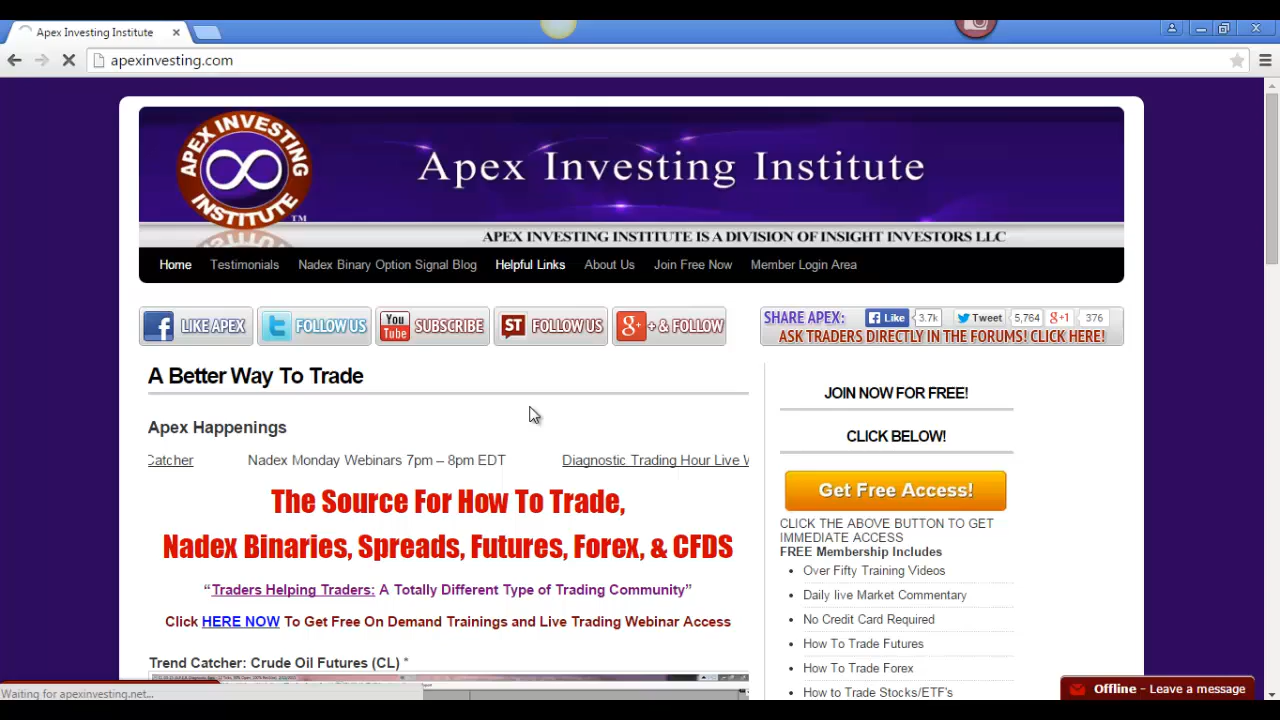 Apex Investing Institute
apexinvesting.com
APEX INVESTING
INSTITUTE
TM
Apex Investing Institute
APEX INVESTING INSTITUTE IS A DIVISION OF INSIGHT INVESTORS LLC
Home Testimonials Nadex Binary Option Signal Blog Helpful Links About Us Join Free Now Member Login Area
f LIKE APEX t FOLLOW US You Tube SUBSCRIBE ST FOLLOW US g+ + & FOLLOW
SHARE APEX: Like 3.7k Tweet 5,764 g+1 376
ASK TRADERS DIRECTLY IN THE FORUMS! CLICK HERE!
A Better Way To Trade
Apex Happenings
Catcher Nadex Monday Webinars 7pm – 8pm EDT Diagnostic Trading Hour Live
The Source For How To Trade,
Nadex Binaries, Spreads, Futures, Forex, & CFDS
“Traders Helping Traders: A Totally Different Type of Trading Community”
Click HERE NOW To Get Free On Demand Trainings and Live Trading Webinar Access
Trend Catcher: Crude Oil Futures (CL) *
JOIN NOW FOR FREE!
CLICK BELOW!
Get Free Access!
CLICK THE ABOVE BUTTON TO GET
IMMEDIATE ACCESS
FREE Membership Includes
Over Fifty Training Videos
Daily live Market Commentary
No Credit Card Required
How To Trade Futures
How To Trade Forex
How to Trade Stocks/ETF's
Waiting for apexinvesting.net...
Offline - Leave a message